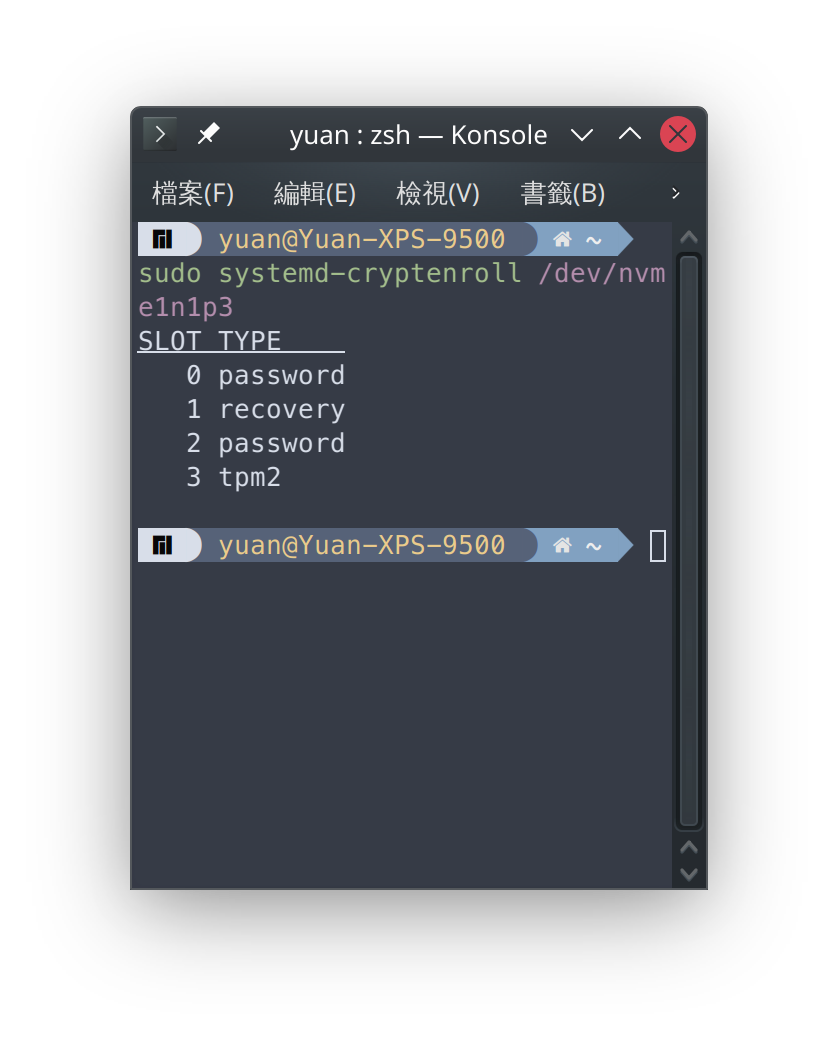 yuan : zsh — Konsole
檔案(F) 編輯(E) 檢視(V) 書籤(B)
yuan@Yuan-XPS-9500 ~
sudo systemd-cryptenroll /dev/nvm
e1n1p3
SLOT TYPE
0 password
1 recovery
2 password
3 tpm2
yuan@Yuan-XPS-9500 ~